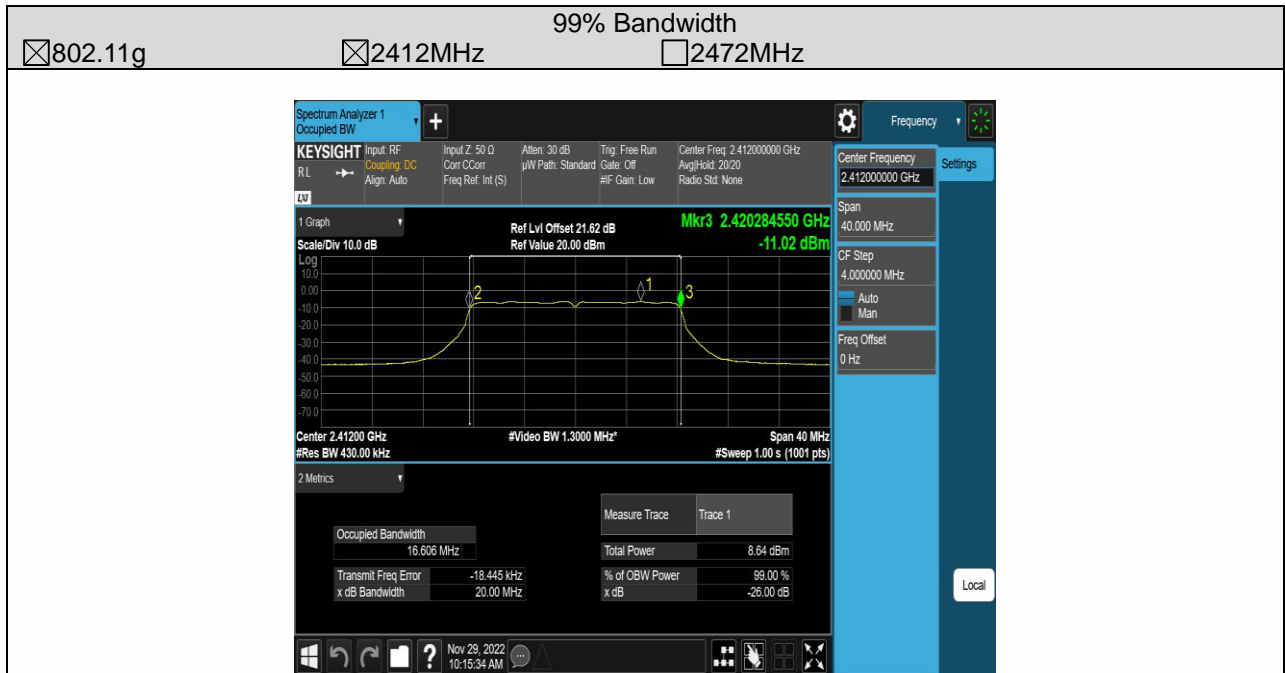 99% Bandwidth
☒802.11g ☒2412MHz ☐2472MHz
Spectrum Analyzer 1
Occupied BW
+
Frequency
KEYSIGHT
RL
LXI
Input: RF
Coupling: DC
Align: Auto
Input Z: 50 Ω
Corr CCorr
Freq Ref: Int (S)
Atten: 30 dB
µW Path: Standard
Trig: Free Run
Gate: Off
#IF Gain: Low
Center Freq: 2.412000000 GHz
Avg|Hold: 20/20
Radio Std: None
Center Frequency
2.412000000 GHz
Settings
Span
40.000 MHz
CF Step
4.000000 MHz
Auto
Man
Freq Offset
0 Hz
Local
1 Graph
Scale/Div 10.0 dB
Ref Lvl Offset 21.62 dB
Ref Value 20.00 dBm
Mkr3 2.420284550 GHz
-11.02 dBm
Log
10.0
0.00
-10.0
-20.0
-30.0
-40.0
-50.0
-60.0
-70.0
2
1
3
Center 2.41200 GHz
#Res BW 430.00 kHz
#Video BW 1.3000 MHz*
Span 40 MHz
#Sweep 1.00 s (1001 pts)
2 Metrics
Measure Trace Trace 1
Occupied Bandwidth
16.606 MHz
Total Power 8.64 dBm
Transmit Freq Error -18.445 kHz
% of OBW Power 99.00 %
x dB Bandwidth 20.00 MHz
x dB -26.00 dB
?
Nov 29, 2022
10:15:34 AM